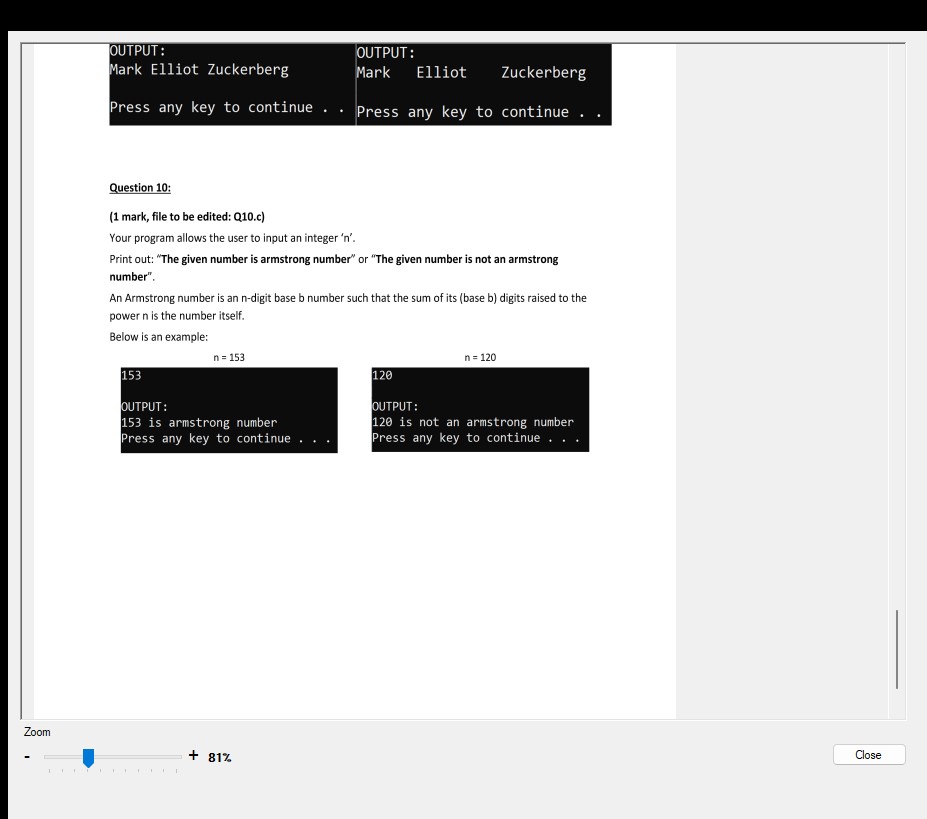 OUTPUT:
Mark Elliot Zuckerberg
Press any key to continue . .
OUTPUT:
Mark   Elliot    Zuckerberg
Press any key to continue . .
Question 10:
(1 mark, file to be edited: Q10.c)
Your program allows the user to input an integer ‘n’.
Print out: “The given number is armstrong number” or “The given number is not an armstrong
number”.
An Armstrong number is an n-digit base b number such that the sum of its (base b) digits raised to the
power n is the number itself.
Below is an example:
n = 153
153
OUTPUT:
153 is armstrong number
Press any key to continue . . .
n = 120
120
OUTPUT:
120 is not an armstrong number
Press any key to continue . . .
Zoom
- + 81%
Close